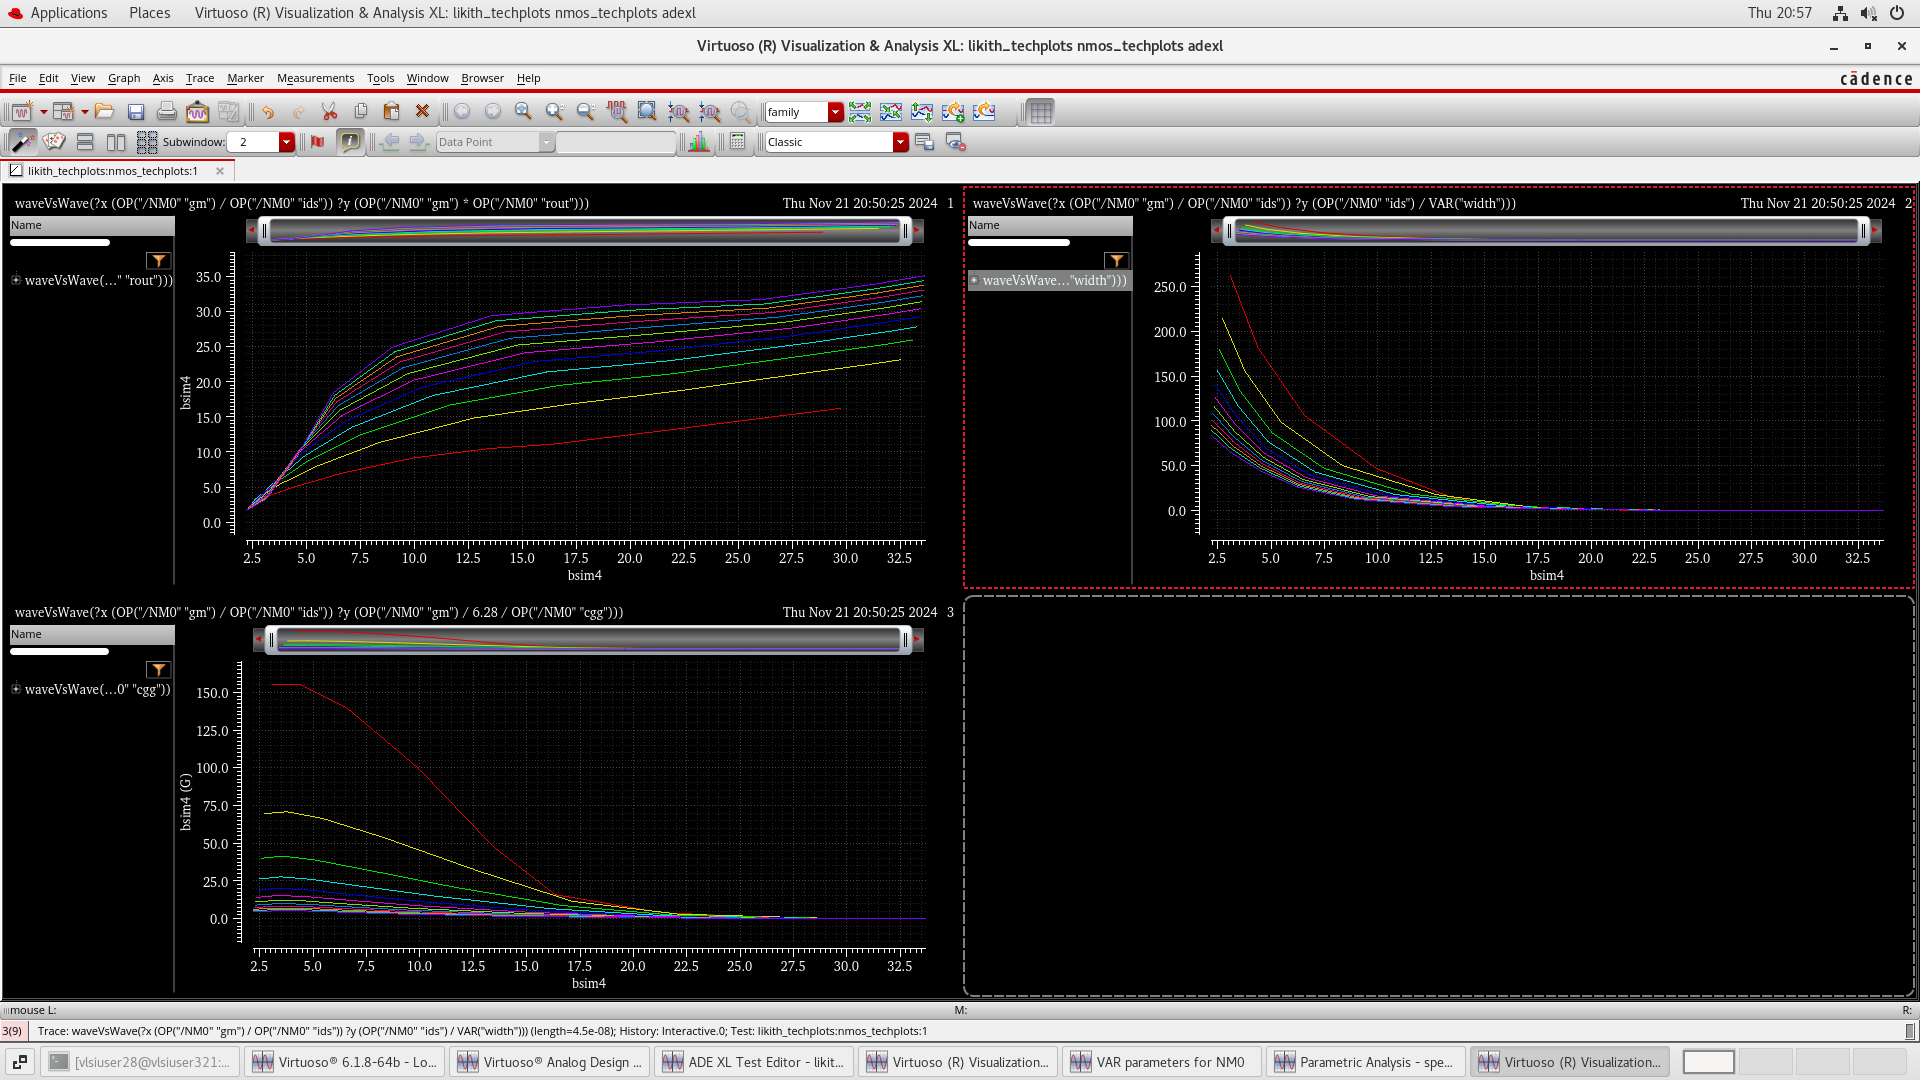 Applications Places Virtuoso (R) Visualization & Analysis XL: likith_techplots nmos_techplots adexl Thu 20:57
Virtuoso (R) Visualization & Analysis XL: likith_techplots nmos_techplots adexl
File Edit View Graph Axis Trace Marker Measurements Tools Window Browser Help cādence
family
Subwindow: 2 Data Point Classic
likith_techplots:nmos_techplots:1
waveVsWave(?x (OP("/NM0" "gm") / OP("/NM0" "ids")) ?y (OP("/NM0" "gm") * OP("/NM0" "rout"))) Thu Nov 21 20:50:25 2024 1
Name
waveVsWave(..." "rout")))
35.0
30.0
25.0
20.0
15.0
10.0
5.0
0.0
bsim4
2.5 5.0 7.5 10.0 12.5 15.0 17.5 20.0 22.5 25.0 27.5 30.0 32.5
bsim4
waveVsWave(?x (OP("/NM0" "gm") / OP("/NM0" "ids")) ?y (OP("/NM0" "ids") / VAR("width"))) Thu Nov 21 20:50:25 2024 2
Name
waveVsWave..."width")))
250.0
200.0
150.0
100.0
50.0
0.0
2.5 5.0 7.5 10.0 12.5 15.0 17.5 20.0 22.5 25.0 27.5 30.0 32.5
bsim4
waveVsWave(?x (OP("/NM0" "gm") / OP("/NM0" "ids")) ?y (OP("/NM0" "gm") / 6.28 / OP("/NM0" "cgg"))) Thu Nov 21 20:50:25 2024 3
Name
waveVsWave(...0" "cgg"))
150.0
125.0
100.0
75.0
50.0
25.0
0.0
bsim4 (G)
2.5 5.0 7.5 10.0 12.5 15.0 17.5 20.0 22.5 25.0 27.5 30.0 32.5
bsim4
mouse L: M: R:
3(9) Trace: waveVsWave(?x (OP("/NM0" "gm") / OP("/NM0" "ids")) ?y (OP("/NM0" "ids") / VAR("width"))) (length=4.5e-08); History: Interactive.0; Test: likith_techplots:nmos_techplots:1
[vlsiuser28@vlsiuser321:... Virtuoso® 6.1.8-64b - Lo... Virtuoso® Analog Design ... ADE XL Test Editor - likit... Virtuoso (R) Visualization... VAR parameters for NM0 Parametric Analysis - spe... Virtuoso (R) Visualization...